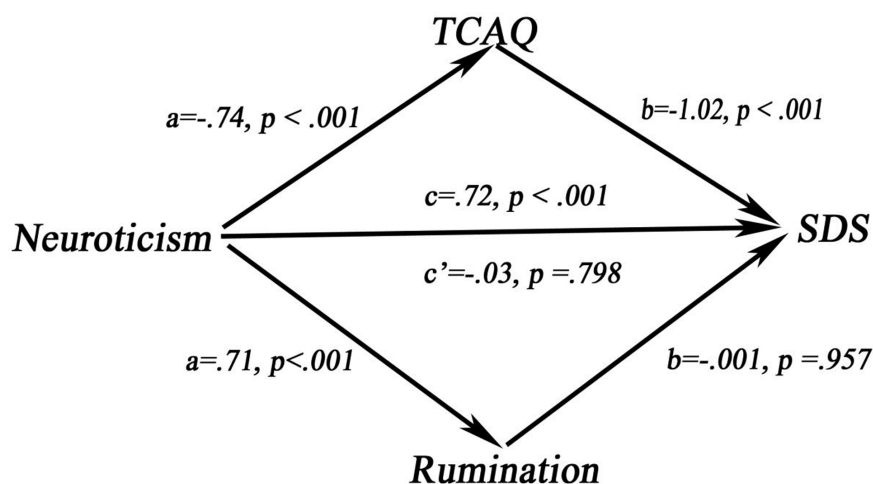 TCAQ
a=-.74, p < .001
b=-1.02, p < .001
c=.72, p < .001
Neuroticism
SDS
c’=-.03, p =.798
a=.71, p<.001
b=-.001, p =.957
Rumination